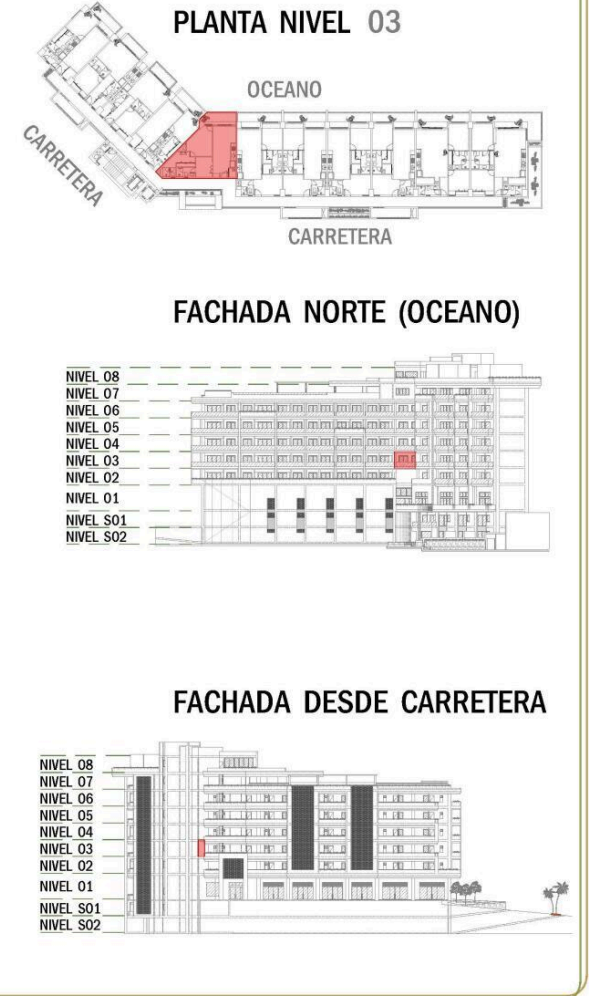 PLANTA NIVEL 03
OCEANO
CARRETERA
CARRETERA
FACHADA NORTE (OCEANO)
NIVEL 08
NIVEL 07
NIVEL 06
NIVEL 05
NIVEL 04
NIVEL 03
NIVEL 02
NIVEL 01
NIVEL S01
NIVEL S02
FACHADA DESDE CARRETERA
NIVEL 08
NIVEL 07
NIVEL 06
NIVEL 05
NIVEL 04
NIVEL 03
NIVEL 02
NIVEL 01
NIVEL S01
NIVEL S02